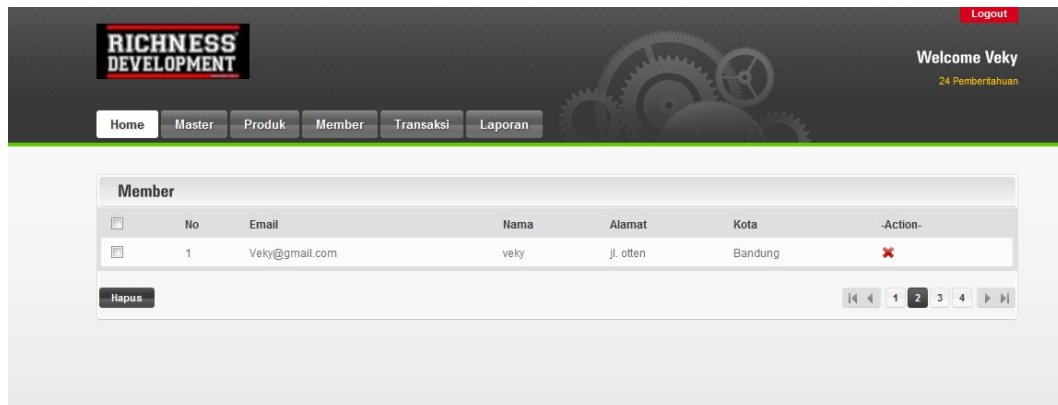 Logout
RICHNESS
DEVELOPMENT
Welcome Veky
24 Pemberitahuan
Home Master Produk Member Transaksi Laporan
Member
No Email Nama Alamat Kota -Action-
1 Veky@gmail.com veky jl. otten Bandung
Hapus 1 2 3 4